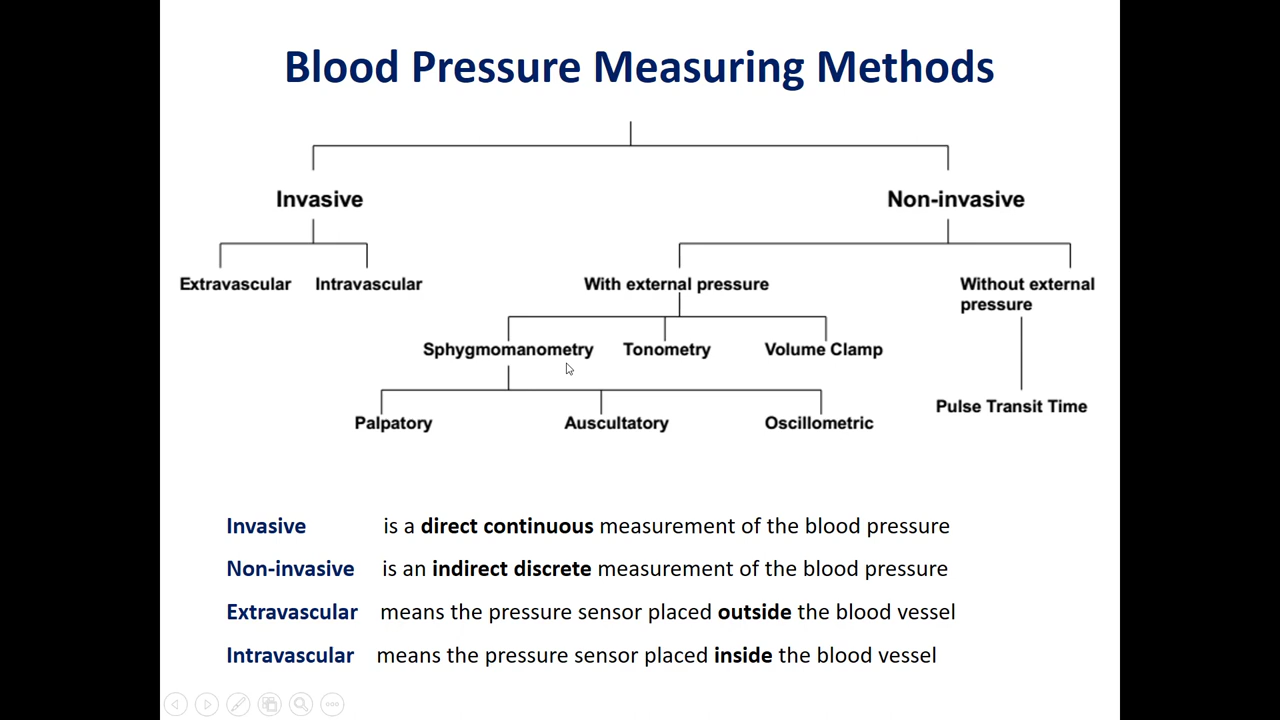 Blood Pressure Measuring Methods
Invasive
Non-invasive
Extravascular
Intravascular
With external pressure
Without external
pressure
Sphygmomanometry
Tonometry
Volume Clamp
Palpatory
Auscultatory
Oscillometric
Pulse Transit Time
Invasive is a direct continuous measurement of the blood pressure
Non-invasive is an indirect discrete measurement of the blood pressure
Extravascular means the pressure sensor placed outside the blood vessel
Intravascular means the pressure sensor placed inside the blood vessel